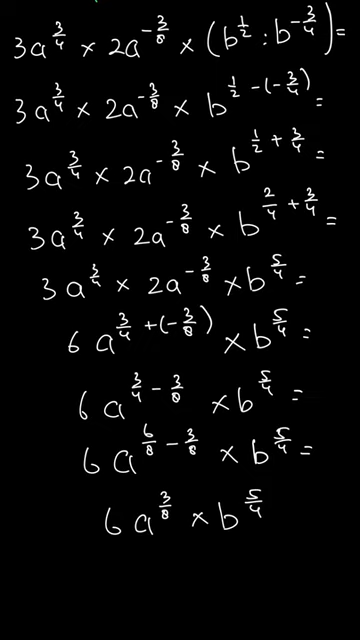 3a^{3/4} × 2a^{-3/8} × (b^{1/2} : b^{-3/4}) =
3a^{3/4} × 2a^{-3/8} × b^{1/2 - (-3/4)} =
3a^{3/4} × 2a^{-3/8} × b^{1/2 + 3/4} =
3a^{3/4} × 2a^{-3/8} × b^{2/4 + 3/4} =
3a^{3/4} × 2a^{-3/8} × b^{5/4} =
6a^{3/4 + (-3/8)} × b^{5/4} =
6a^{3/4 - 3/8} × b^{5/4} =
6a^{6/8 - 3/8} × b^{5/4} =
6a^{3/8} × b^{5/4}